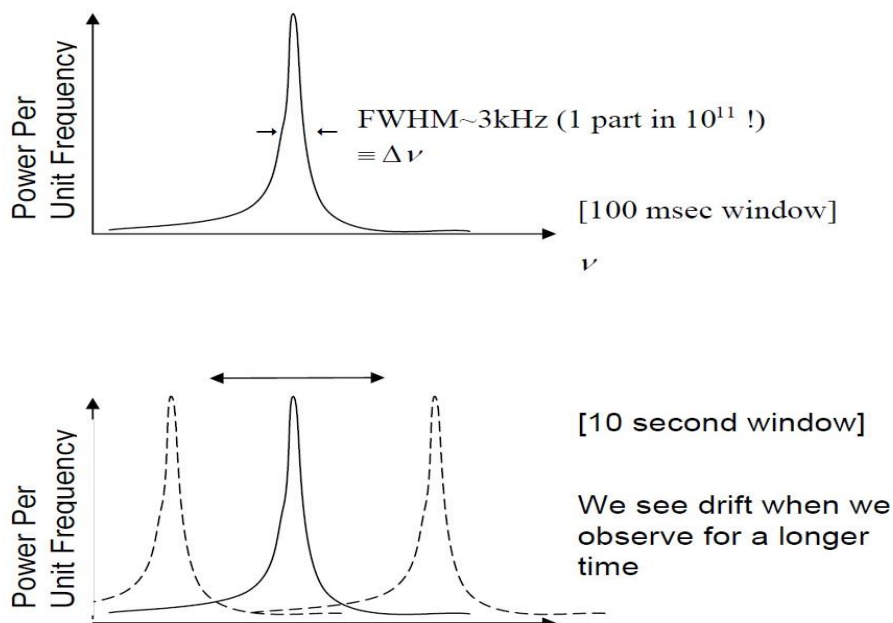 Power Per
Unit Frequency
FWHM~3kHz (1 part in 10¹¹ !)
≡ Δν
[100 msec window]
ν
Power Per
Unit Frequency
[10 second window]
We see drift when we
observe for a longer
time